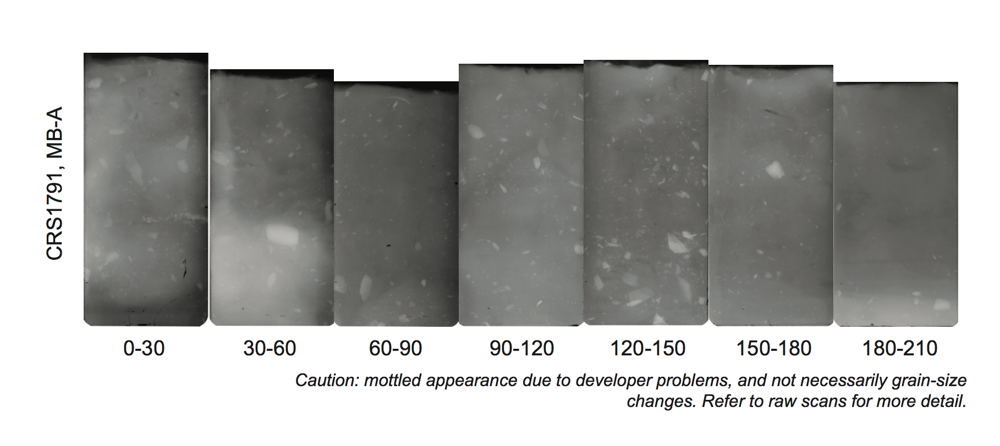 CRS1791, MB-A
0-30 30-60 60-90 90-120 120-150 150-180 180-210
Caution: mottled appearance due to developer problems, and not necessarily grain-size
changes. Refer to raw scans for more detail.